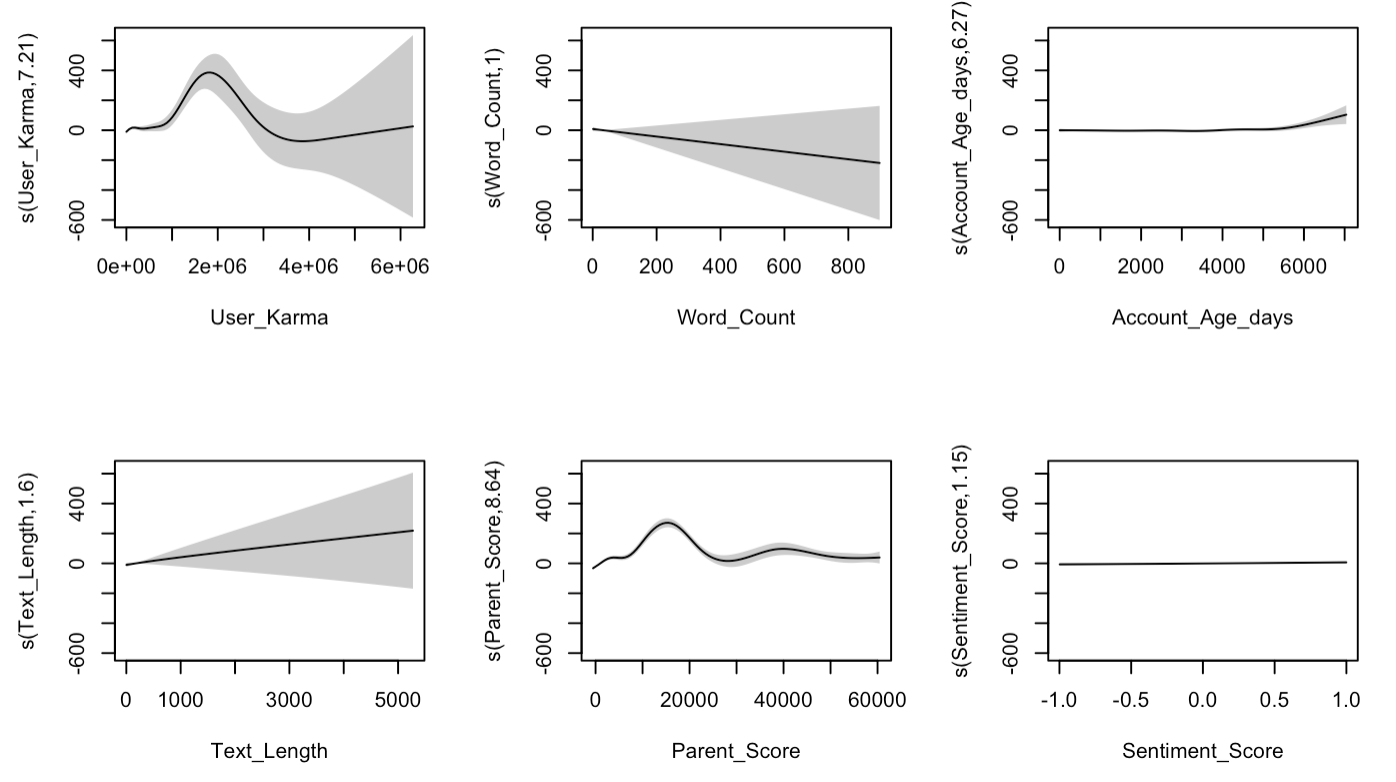 s(User_Karma,7.21)
400
0
-600
0e+00 2e+06 4e+06 6e+06
User_Karma
s(Word_Count,1)
400
0
-600
0 200 400 600 800
Word_Count
s(Account_Age_days,6.27)
400
0
-600
0 2000 4000 6000
Account_Age_days
s(Text_Length,1.6)
400
0
-600
0 1000 3000 5000
Text_Length
s(Parent_Score,8.64)
400
0
-600
0 20000 40000 60000
Parent_Score
s(Sentiment_Score,1.15)
400
0
-600
-1.0 -0.5 0.0 0.5 1.0
Sentiment_Score